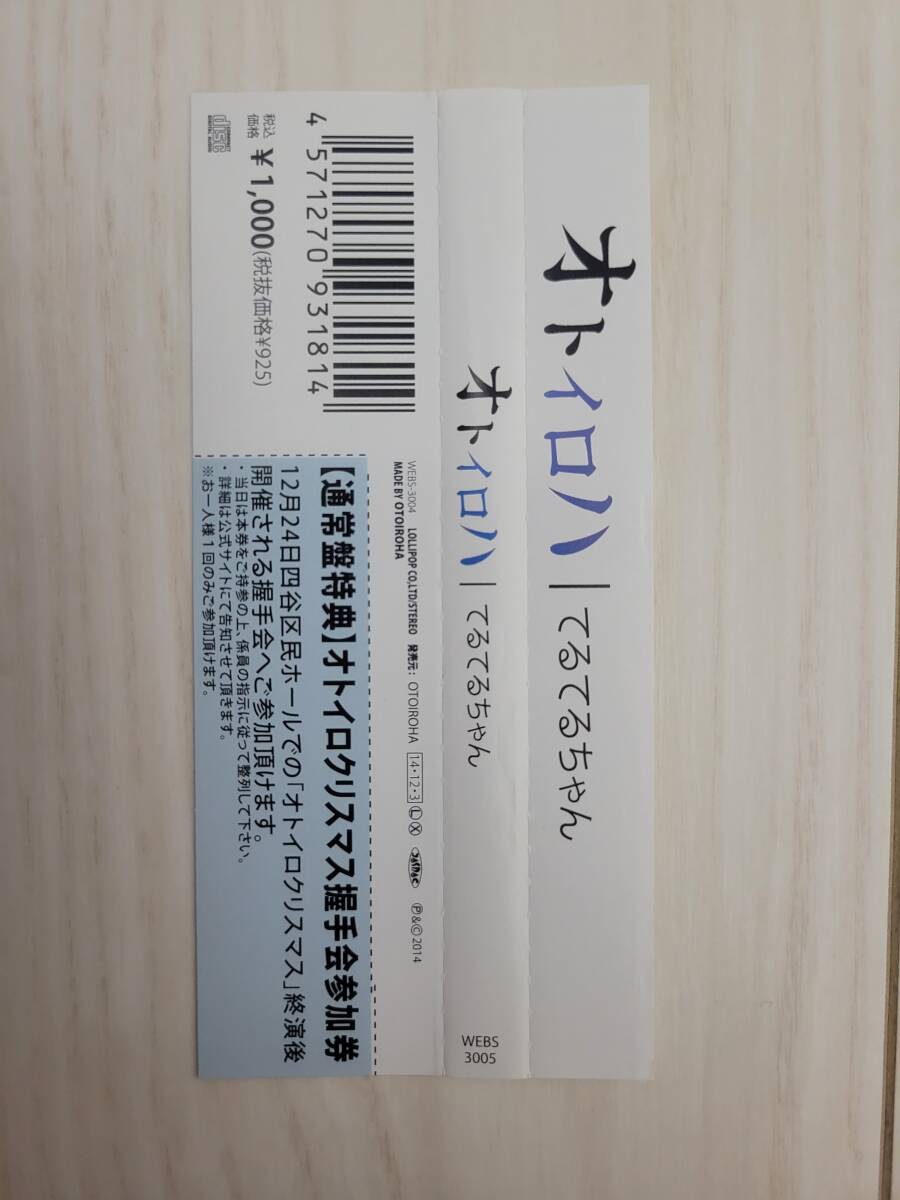 オトイロハ|てるてるちゃん
オトイロハ|てるてるちゃん
WEBS
3005
WEBS-3004 LOLLIPOP CO,LTD/STEREO 発売元：OTOIROHA 14・12・3 Ⓛ Ⓧ JASRAC Ⓟ&Ⓒ2014
MADE BY OTOIROHA
4 571270 931814
税込
価格 ¥1,000(税抜価格¥925)
COMPACT
disc
DIGITAL AUDIO
【通常盤特典】オトイロクリスマス握手会参加券
12月24日四谷区民ホールでの「オトイロクリスマス」終演後
開催される握手会へご参加頂けます。
・当日は本券をご持参の上、係員の指示に従って整列して下さい。
・詳細は公式サイトにて告知させて頂きます。
※お一人様1回のみご参加頂けます。